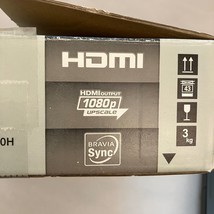 HDMI
HDMI OUTPUT
1080p
UPSCALE
43
0H
3
kg
BRAVIA
Sync